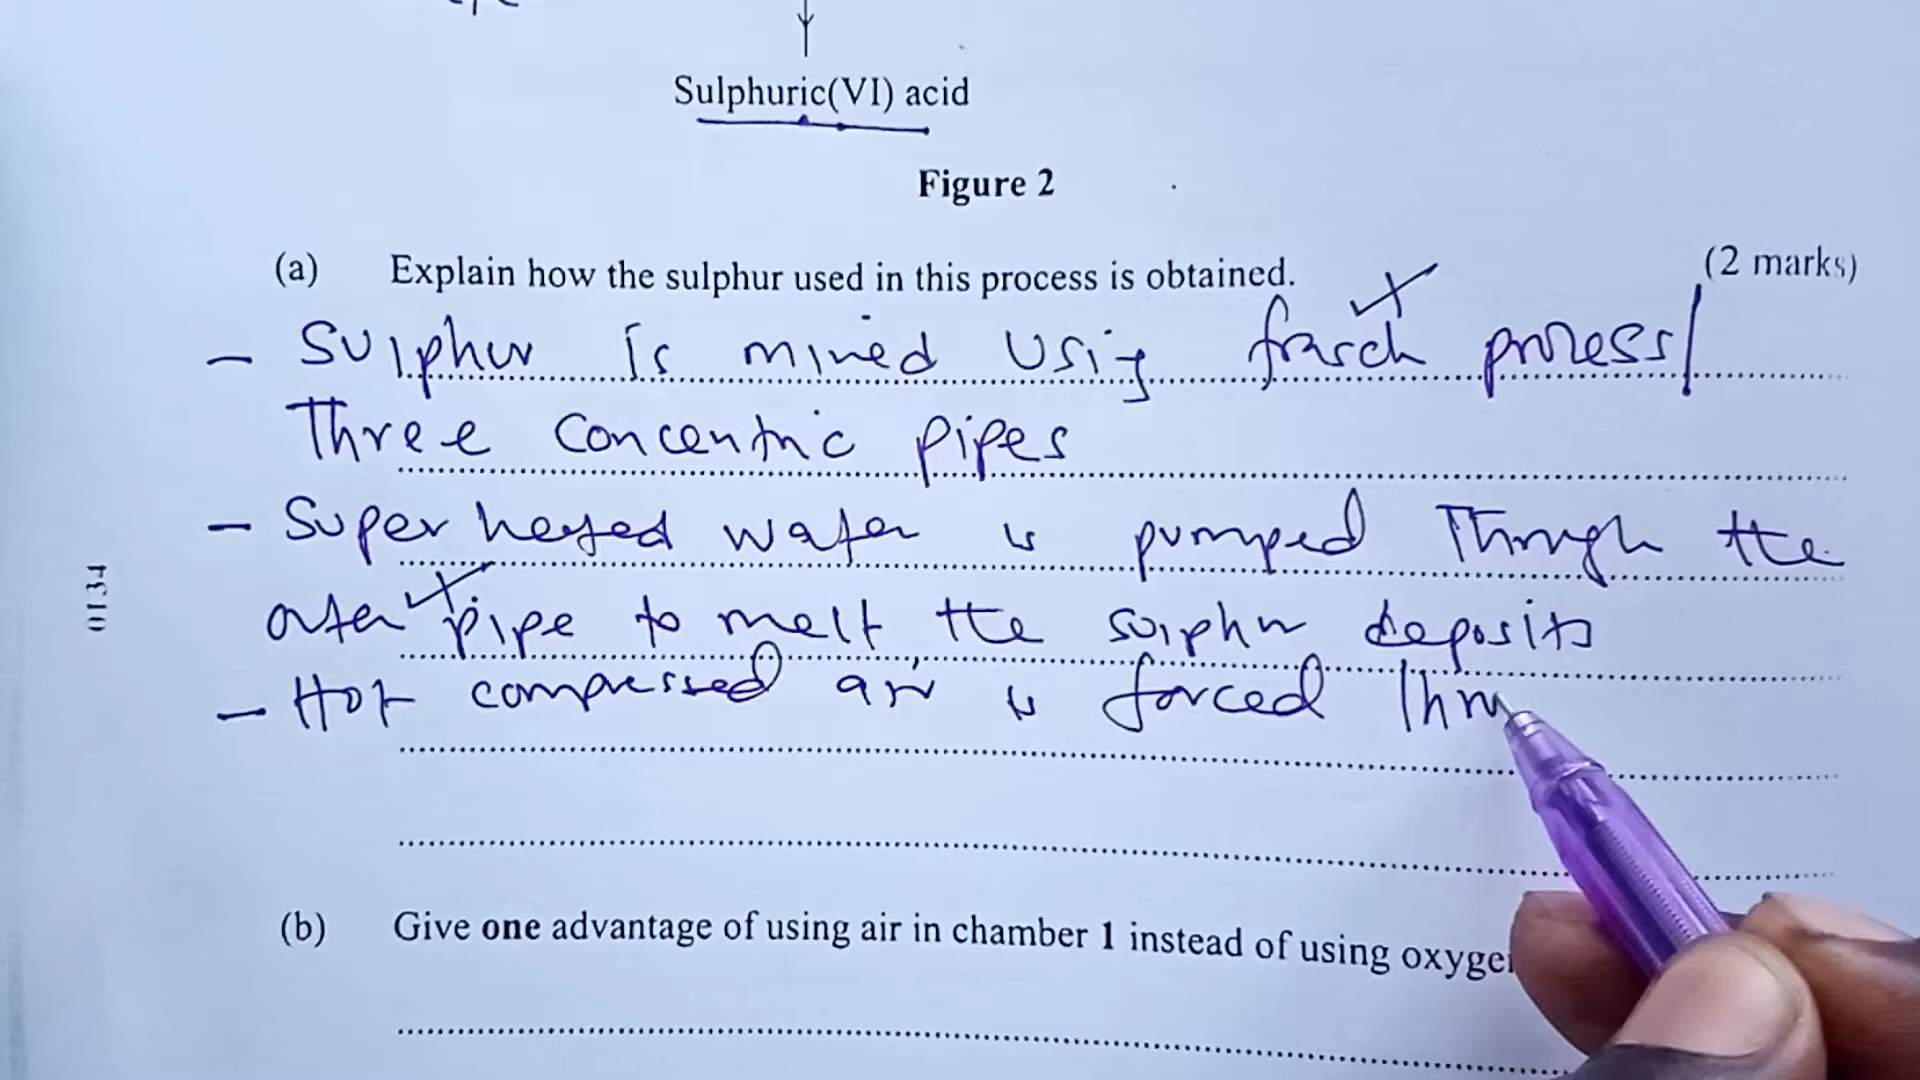 Sulphuric(VI) acid
Figure 2
(a) Explain how the sulphur used in this process is obtained. (2 marks)
- Sulphur is mined using frasch process/
Three concentric pipes
- Super heated water is pumped Through the
outer pipe to melt the sulphur deposits
- Hot compressed air is forced Thro
(b) Give one advantage of using air in chamber 1 instead of using oxyge
0134